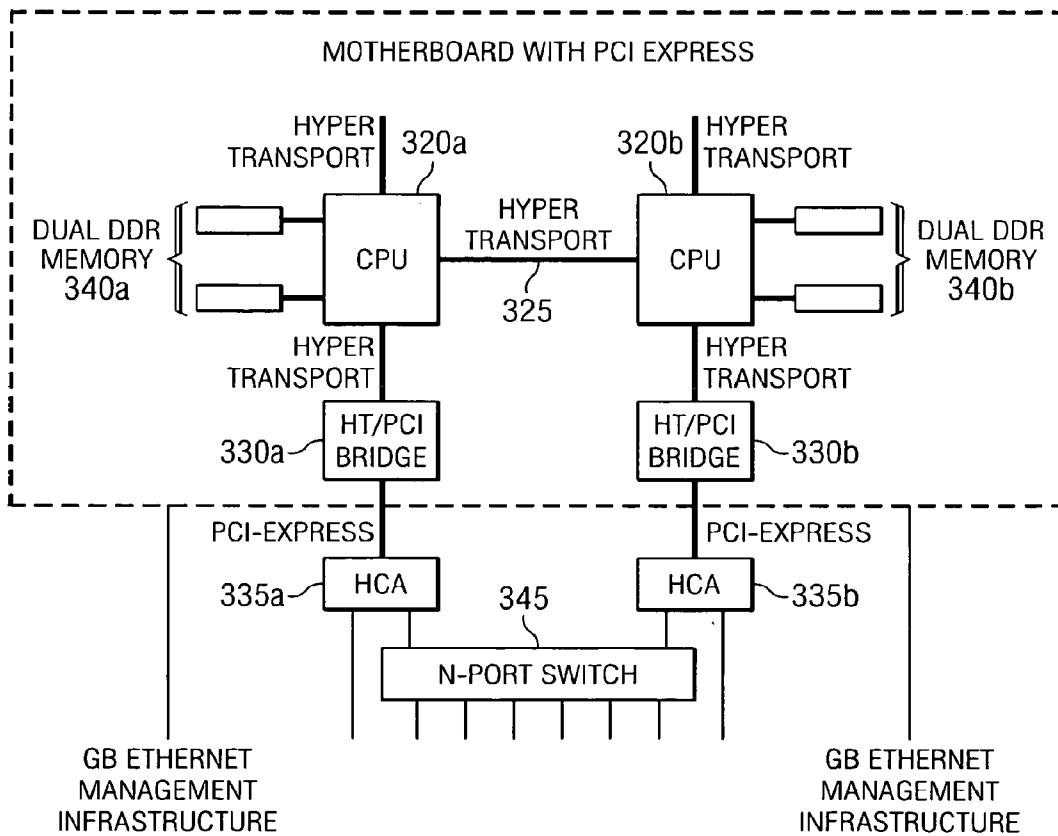 MOTHERBOARD WITH PCI EXPRESS
HYPER
TRANSPORT
320a
320b
HYPER
TRANSPORT
DUAL DDR
MEMORY
340a
CPU
HYPER
TRANSPORT
325
CPU
DUAL DDR
MEMORY
340b
HYPER
TRANSPORT
HYPER
TRANSPORT
330a
HT/PCI
BRIDGE
HT/PCI
BRIDGE
330b
PCI-EXPRESS
PCI-EXPRESS
335a
HCA
345
HCA
335b
N-PORT SWITCH
GB ETHERNET
MANAGEMENT
INFRASTRUCTURE
GB ETHERNET
MANAGEMENT
INFRASTRUCTURE